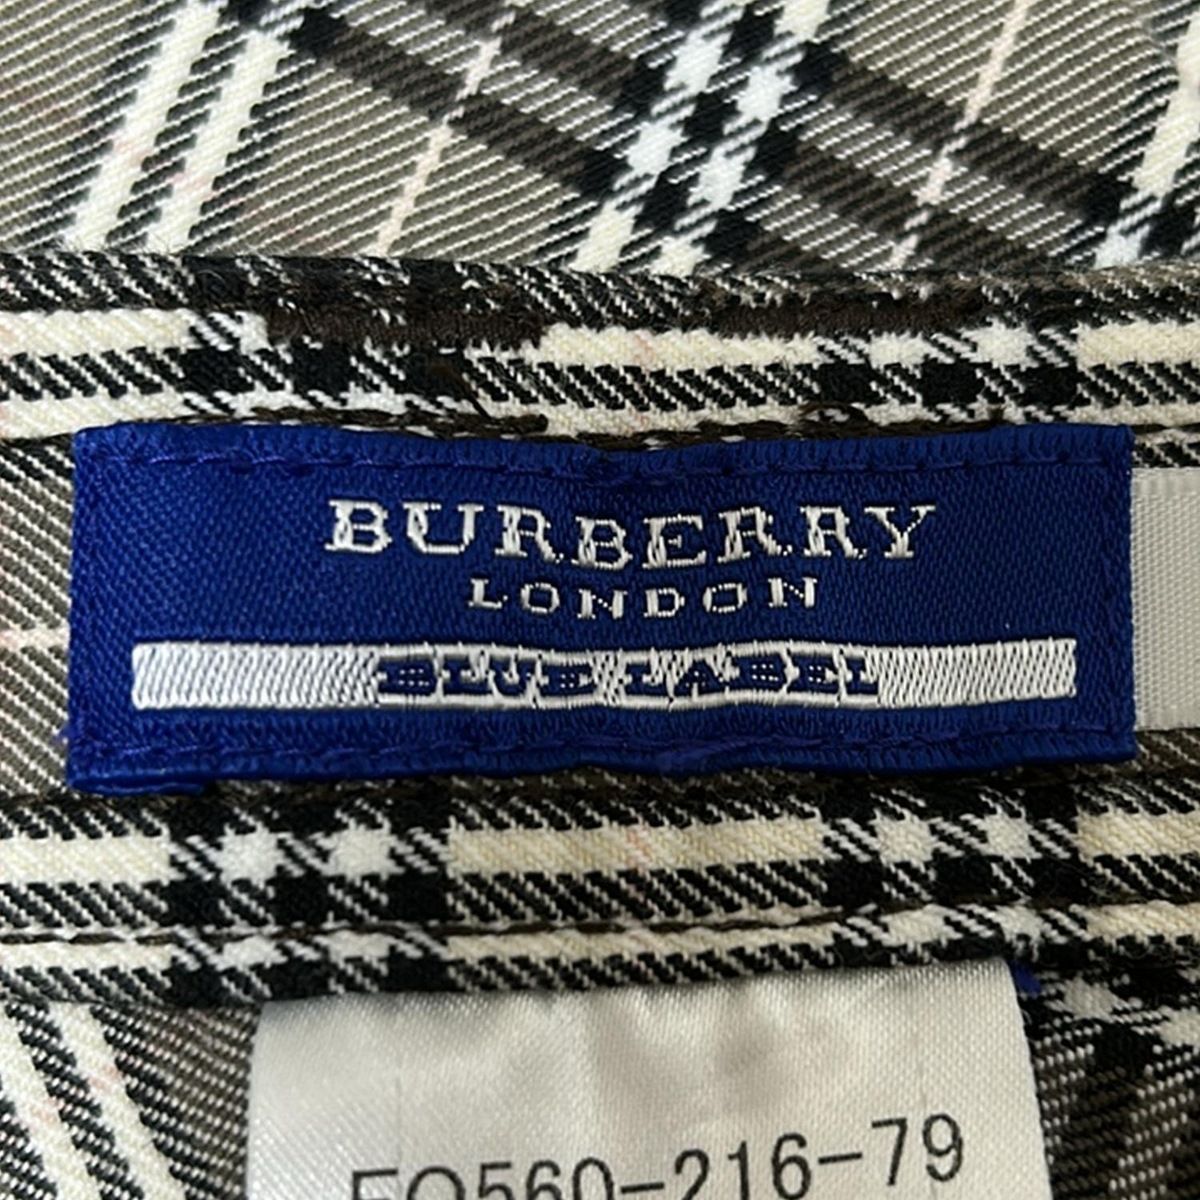 BURBERRY
LONDON
BLUE LABEL
FQ560-216-79